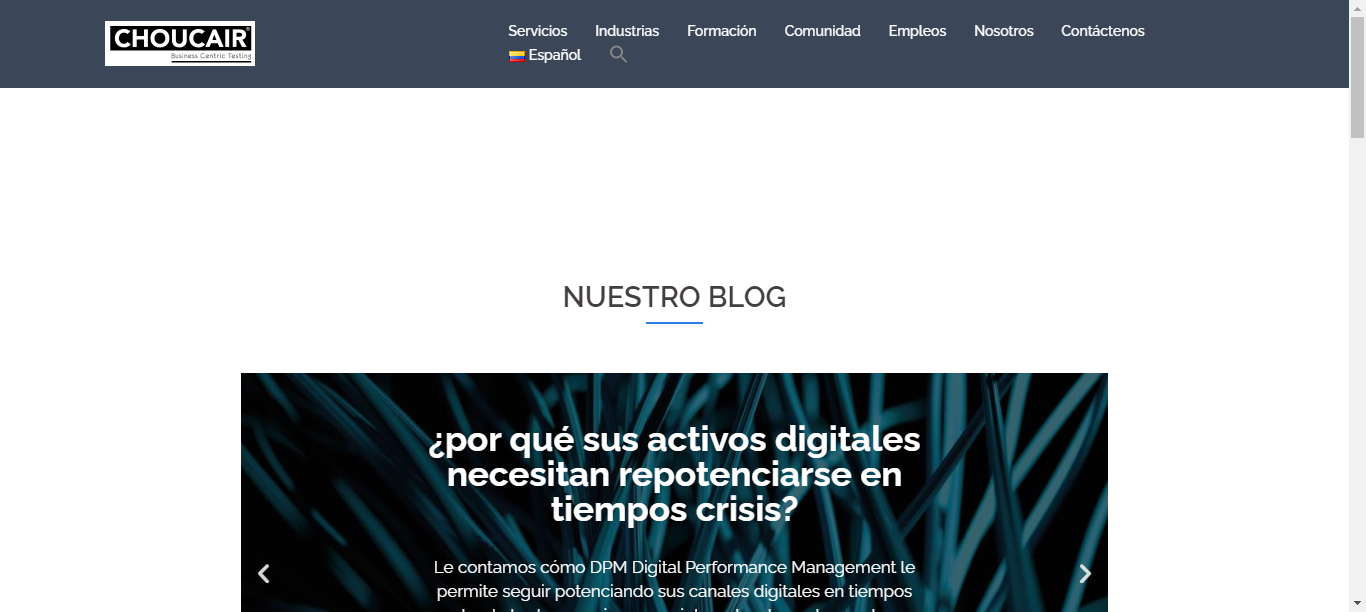 CHOUCAIR
Business Centric Testing
Servicios Industrias Formación Comunidad Empleos Nosotros Contáctenos
Español
NUESTRO BLOG
¿por qué sus activos digitales
necesitan repotenciarse en
tiempos crisis?
Le contamos cómo DPM Digital Performance Management le
permite seguir potenciando sus canales digitales en tiempos